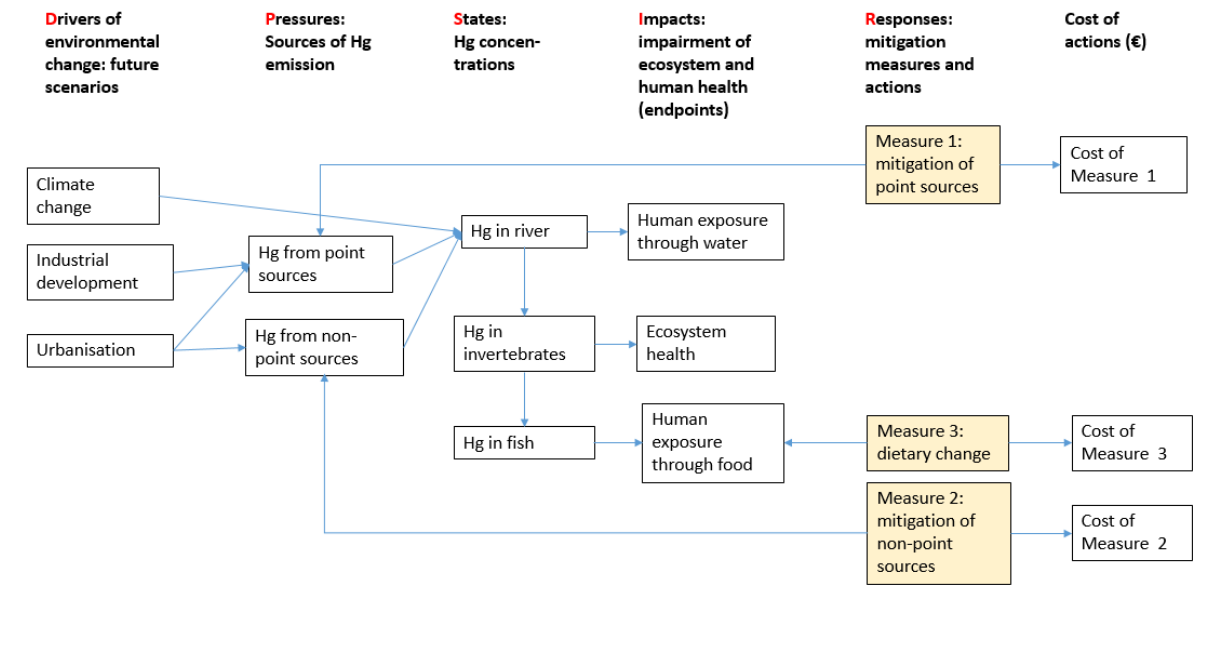 Drivers of
environmental
change: future
scenarios
Pressures:
Sources of Hg
emission
States:
Hg concen-
trations
Impacts:
impairment of
ecosystem and
human health
(endpoints)
Responses:
mitigation
measures and
actions
Cost of
actions (€)
Climate
change
Industrial
development
Urbanisation
Hg from point
sources
Hg from non-
point sources
Hg in river
Hg in
invertebrates
Hg in fish
Human exposure
through water
Ecosystem
health
Human
exposure
through food
Measure 1:
mitigation of
point sources
Measure 3:
dietary change
Measure 2:
mitigation of
non-point
sources
Cost of
Measure 1
Cost of
Measure 3
Cost of
Measure 2